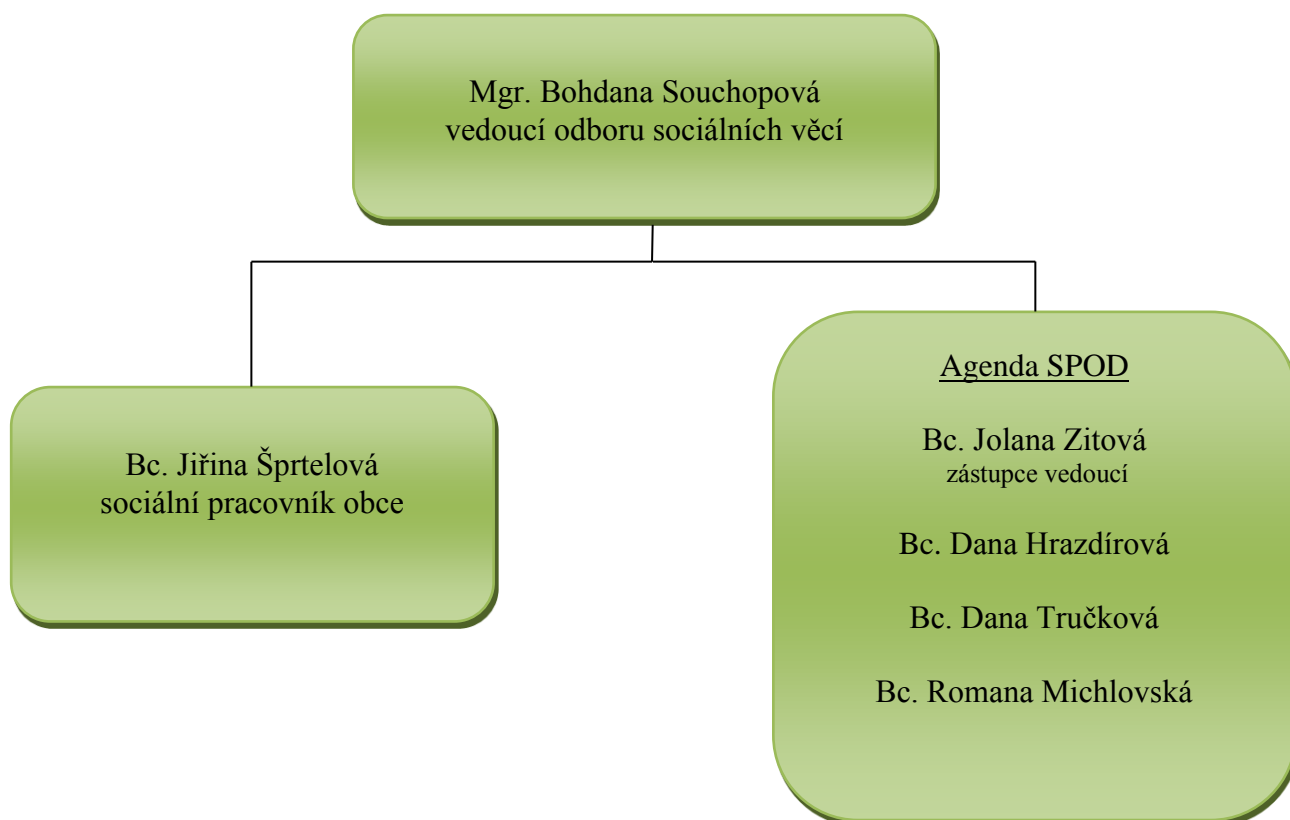 Mgr. Bohdana Souchopová
vedoucí odboru sociálních věcí
Bc. Jiřina Šprtelová
sociální pracovník obce
Agenda SPOD
Bc. Jolana Zitová
zástupce vedoucí
Bc. Dana Hrazdírová
Bc. Dana Tručková
Bc. Romana Michlovská